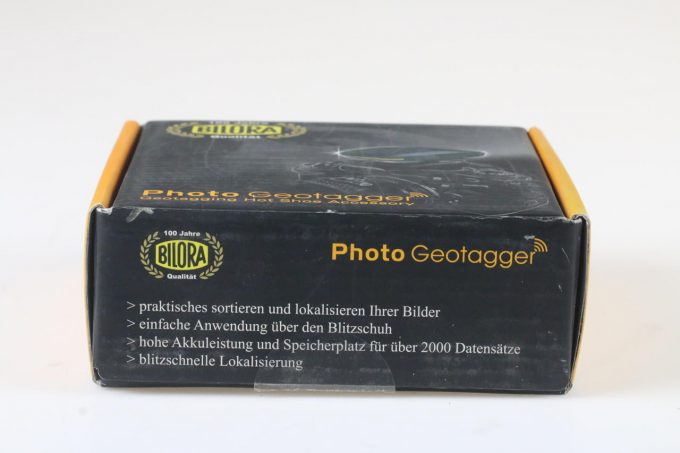 100 Jahre
BILORA
Qualität
Photo Geotagger
Geotagging Hot Shoe Accessory
100 Jahre
BILORA
Qualität
Photo Geotagger
> praktisches sortieren und lokalisieren Ihrer Bilder
> einfache Anwendung über den Blitzschuh
> hohe Akkuleistung und Speicherplatz für über 2000 Datensätze
> blitzschnelle Lokalisierung